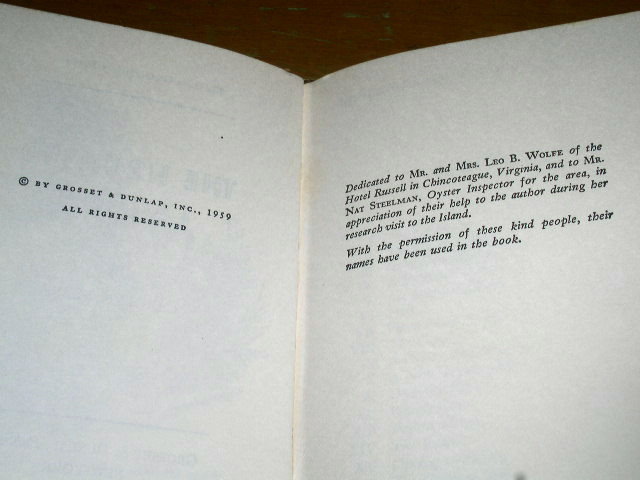 © BY GROSSET & DUNLAP, INC., 1959
ALL RIGHTS RESERVED
Dedicated to MR. and MRS. LEO B. WOLFE of the
Hotel Russell in Chincoteague, Virginia, and to MR.
NAT STEELMAN, Oyster Inspector for the area, in
appreciation of their help to the author during her
research visit to the Island.
With the permission of these kind people, their
names have been used in the book.